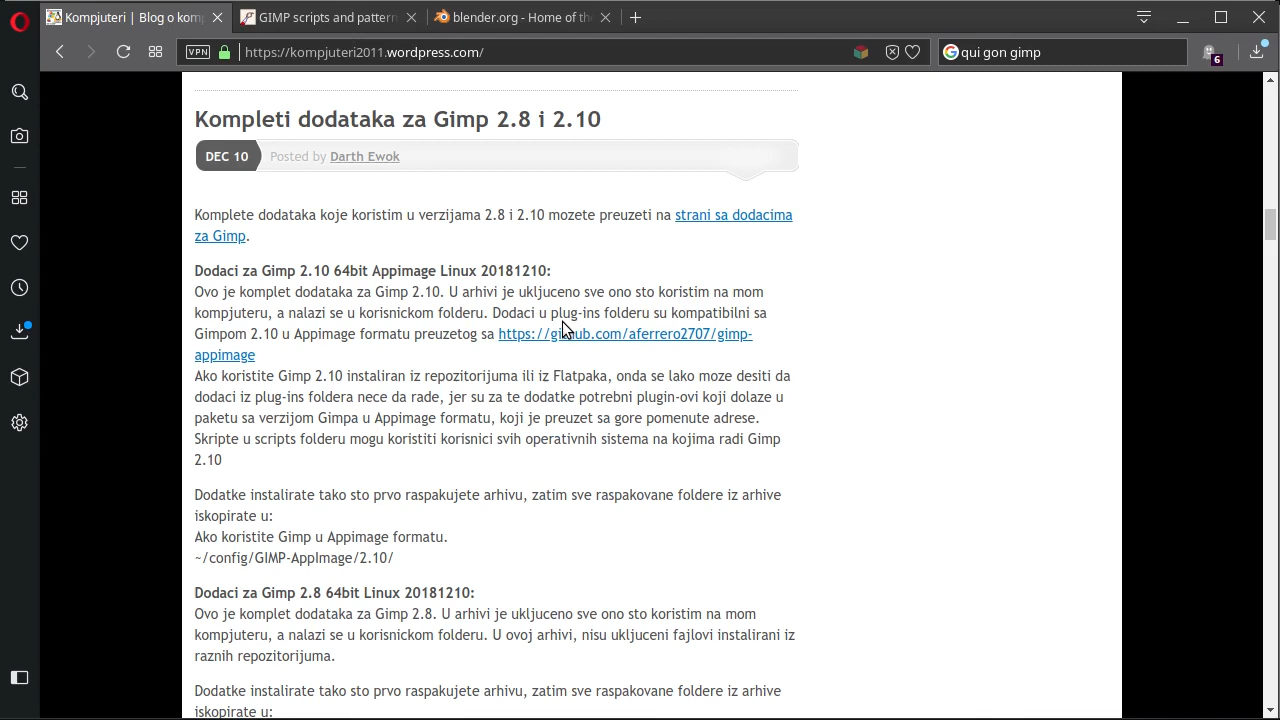 Kompjuteri | Blog o kom
GIMP scripts and pattern
blender.org - Home of th
VPN
https://kompjuteri2011.wordpress.com/
qui gon gimp
6
Kompleti dodataka za Gimp 2.8 i 2.10
DEC 10
Posted by Darth Ewok
Komplete dodataka koje koristim u verzijama 2.8 i 2.10 mozete preuzeti na strani sa dodacima
za Gimp.
Dodaci za Gimp 2.10 64bit Appimage Linux 20181210:
Ovo je komplet dodataka za Gimp 2.10. U arhivi je ukljuceno sve ono sto koristim na mom
kompjuteru, a nalazi se u korisnickom folderu. Dodaci u plug-ins folderu su kompatibilni sa
Gimpom 2.10 u Appimage formatu preuzetog sa https://github.com/aferrero2707/gimp-
appimage
Ako koristite Gimp 2.10 instaliran iz repozitorijuma ili iz Flatpaka, onda se lako moze desiti da
dodaci iz plug-ins foldera nece da rade, jer su za te dodatke potrebni plugin-ovi koji dolaze u
paketu sa verzijom Gimpa u Appimage formatu, koji je preuzet sa gore pomenute adrese.
Skripte u scripts folderu mogu koristiti korisnici svih operativnih sistema na kojima radi Gimp
2.10
Dodatke instalirate tako sto prvo raspakujete arhivu, zatim sve raspakovane foldere iz arhive
iskopirate u:
Ako koristite Gimp u Appimage formatu.
~/config/GIMP-AppImage/2.10/
Dodaci za Gimp 2.8 64bit Linux 20181210:
Ovo je komplet dodataka za Gimp 2.8. U arhivi je ukljuceno sve ono sto koristim na mom
kompjuteru, a nalazi se u korisnickom folderu. U ovoj arhivi, nisu ukljuceni fajlovi instalirani iz
raznih repozitorijuma.
Dodatke instalirate tako sto prvo raspakujete arhivu, zatim sve raspakovane foldere iz arhive
iskopirate u: